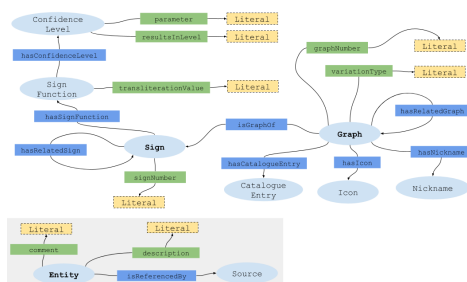 Confidence
Level
parameter
Literal
resultsInLevel
Literal
hasConfidenceLevel
Sign
Function
transliterationValue
Literal
hasSignFunction
Sign
hasRelatedSign
signNumber
Literal
isGraphOf
graphNumber
Literal
variationType
Literal
hasRelatedGraph
Graph
hasNickname
hasCatalogueEntry
hasIcon
Catalogue
Entry
Icon
Nickname
Literal
Literal
comment
description
Entity
isReferencedBy
Source